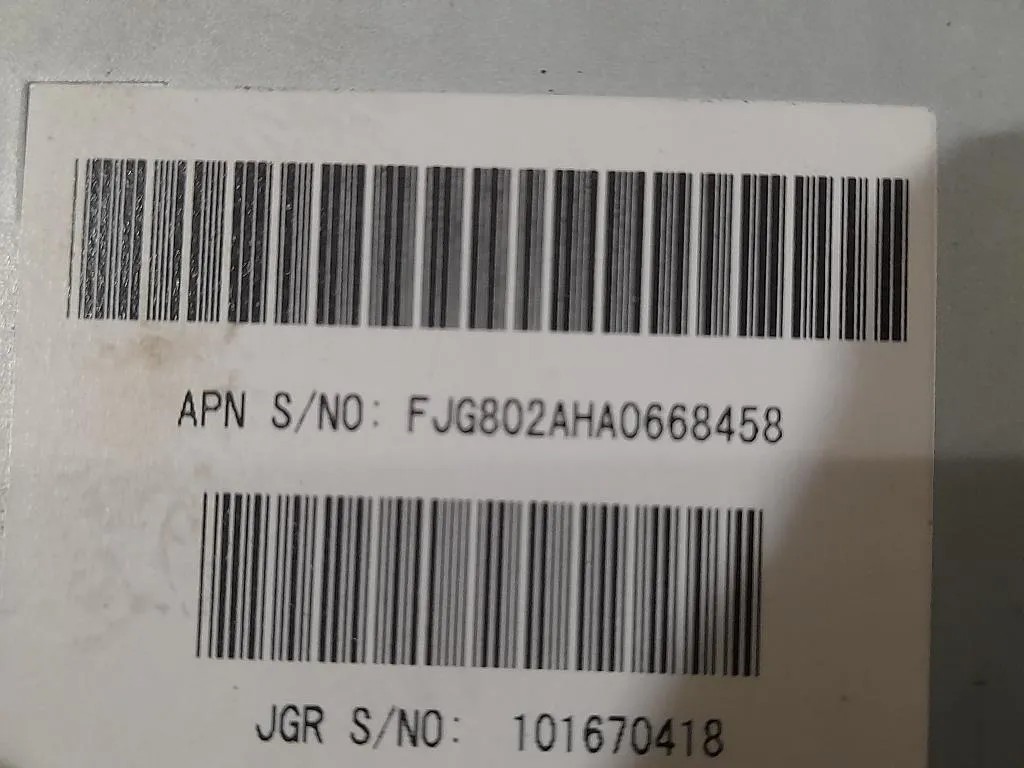 APN S/NO: FJG802AHA0668458
JGR S/NO: 101670418